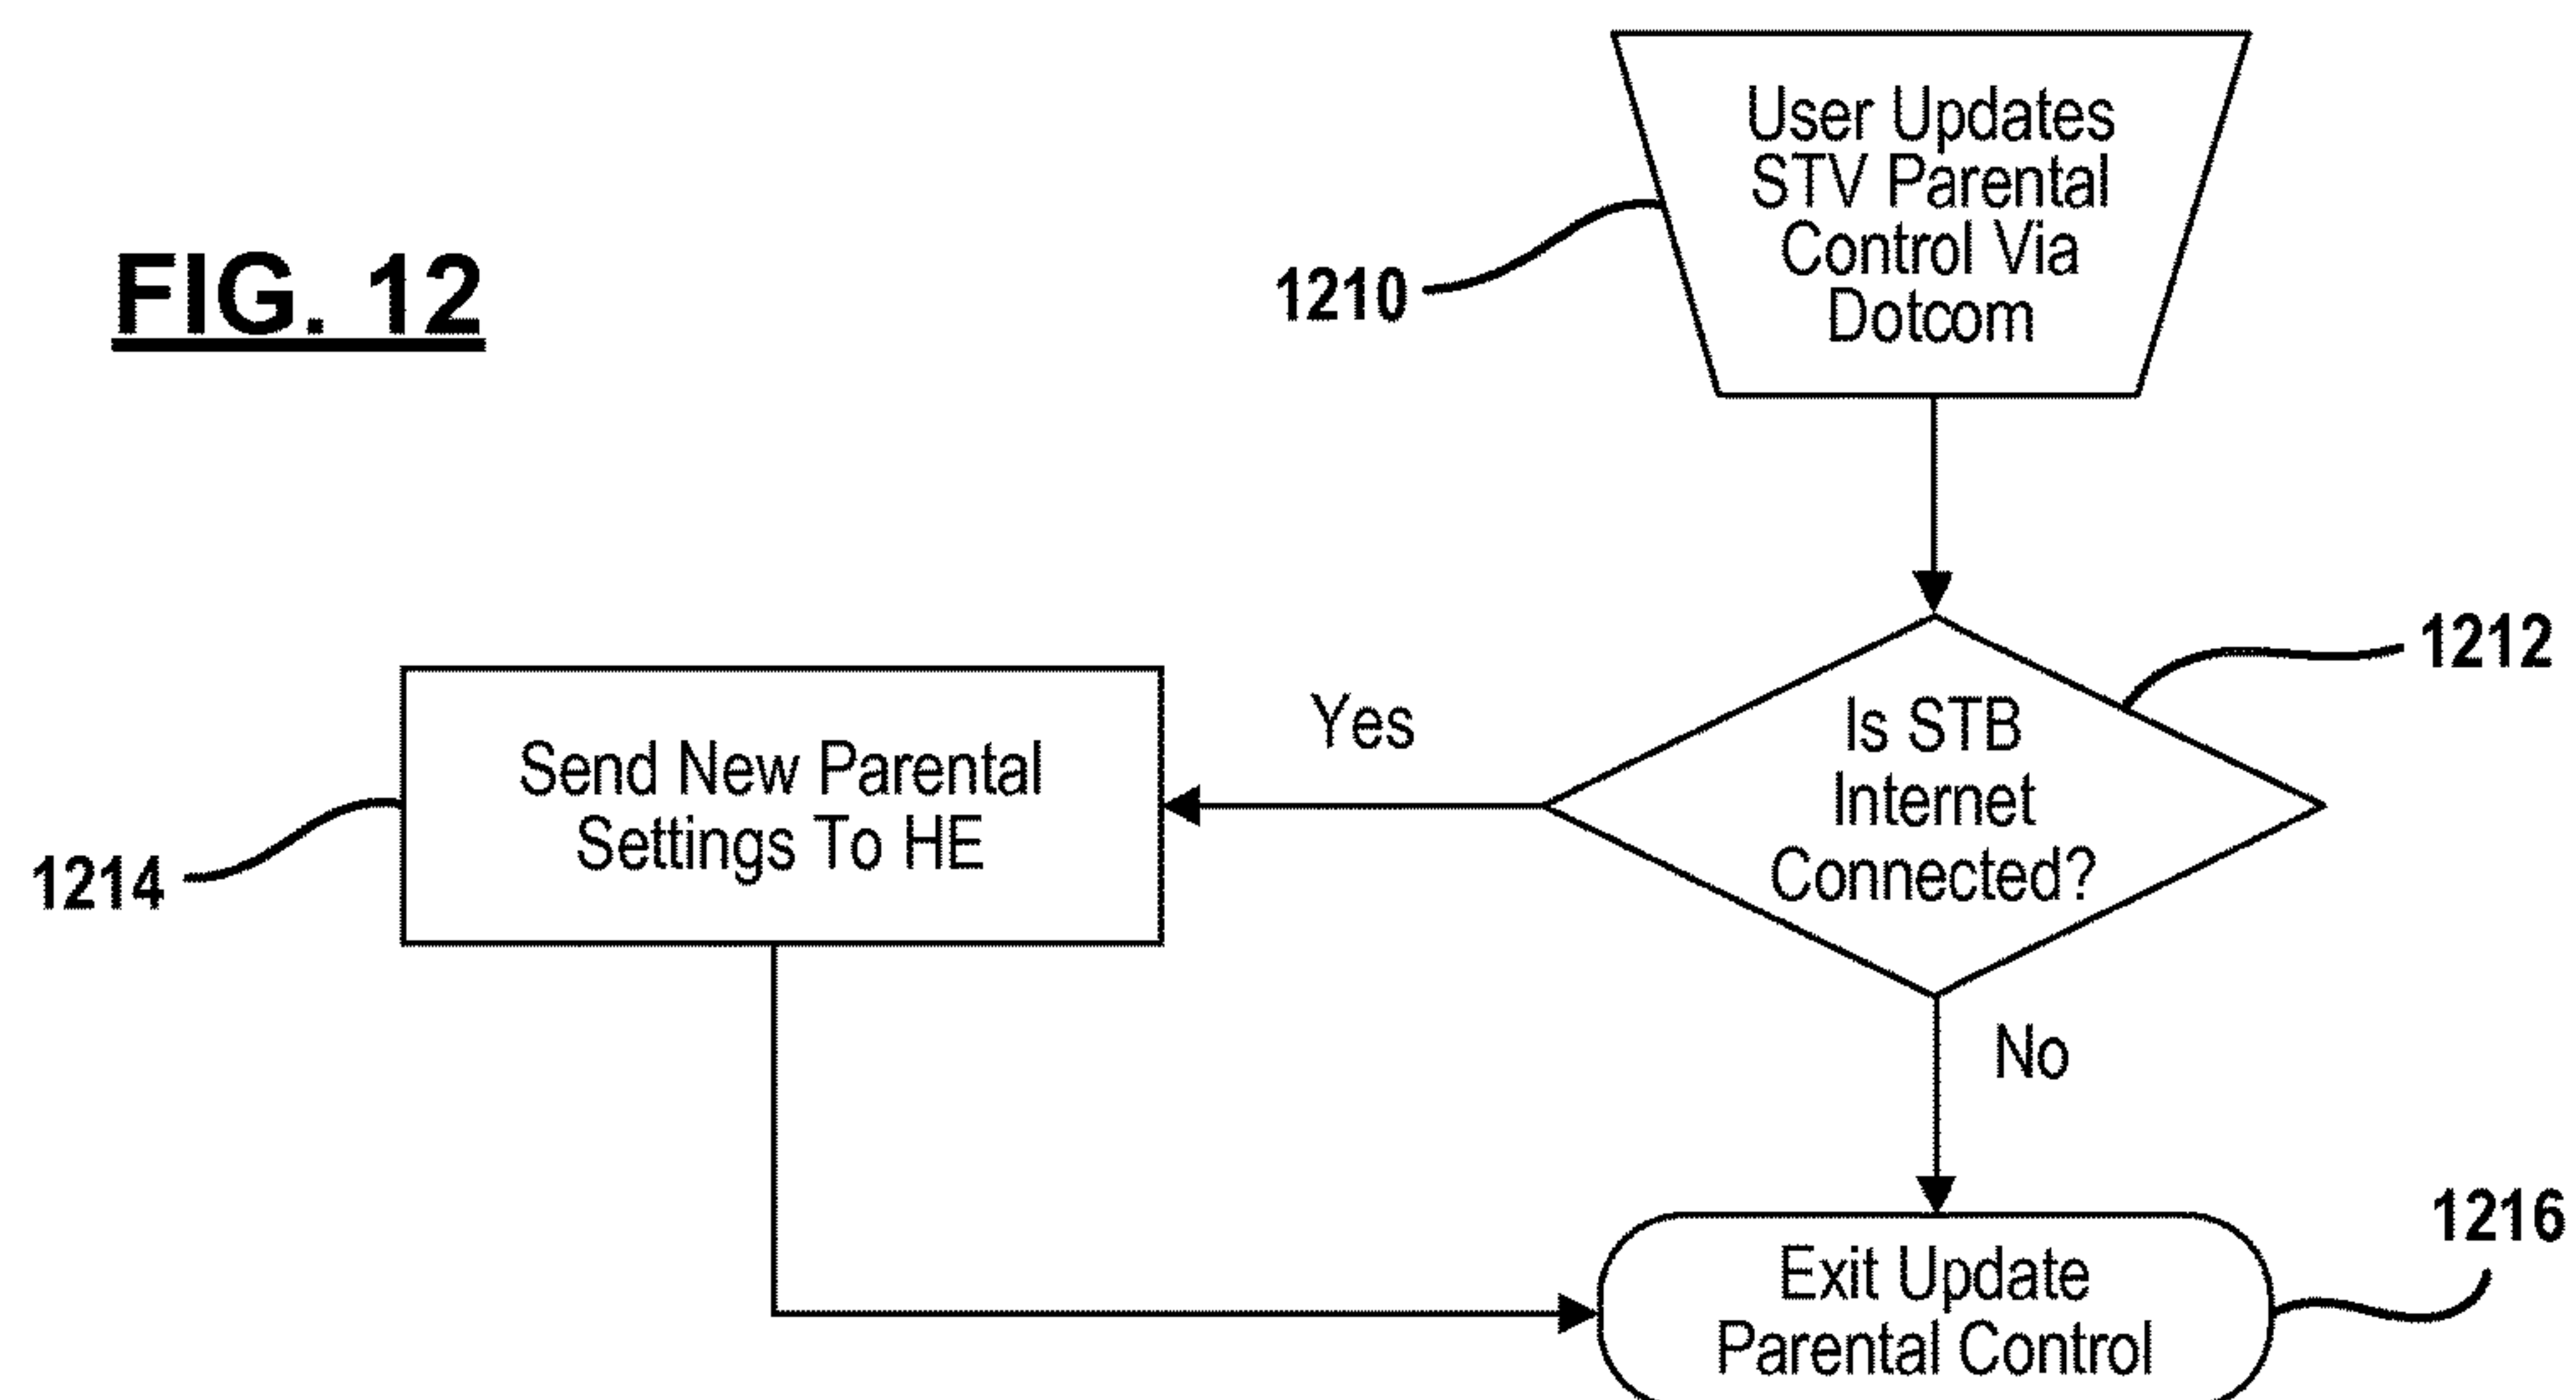 FIG. 12
User Updates
STV Parental
Control Via
Dotcom
1210
1212
Is STB
Internet
Connected?
Yes
Send New Parental
Settings To HE
1214
No
1216
Exit Update
Parental Control